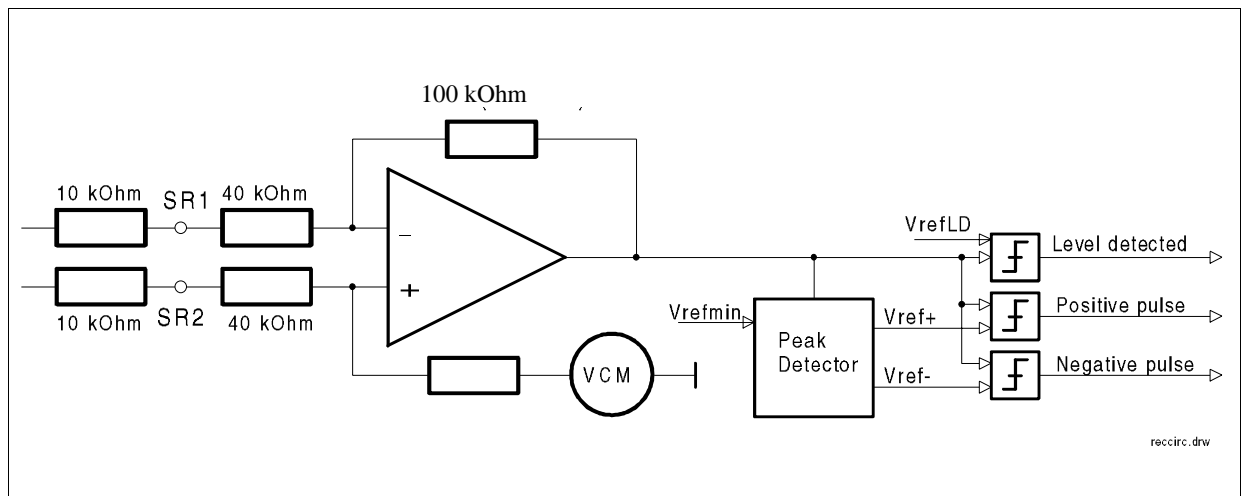 100 kOhm
10 kOhm
SR1
40 kOhm
10 kOhm
SR2
40 kOhm
VCM
Vrefmin
Peak
Detector
Vref+
Vref-
VrefLD
Level detected
Positive pulse
Negative pulse
reccirc.drw